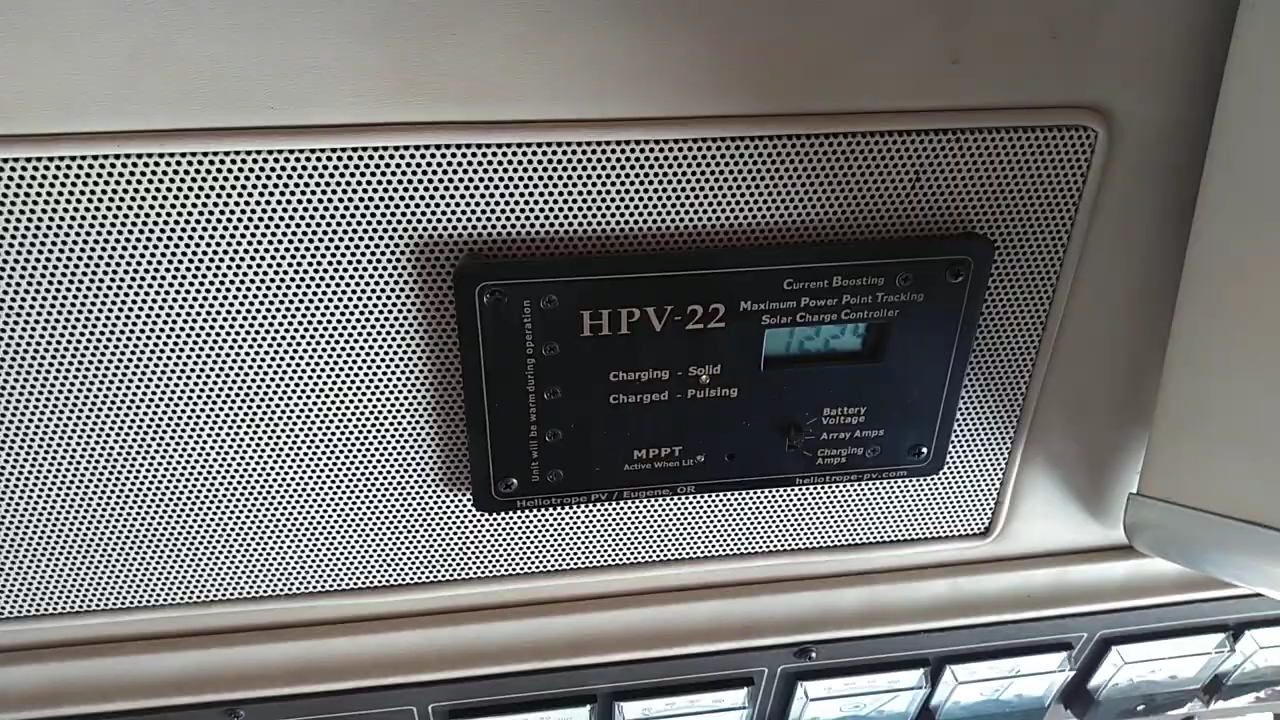 Current Boosting
Maximum Power Point Tracking
Solar Charge Controller
HPV-22
Unit will be warm during operation
Charging - Solid
Charged - Pulsing
Battery
Voltage
Array Amps
Charging
Amps
MPPT
Active When Lit
Heliotrope PV / Eugene, OR
heliotrope-pv.com